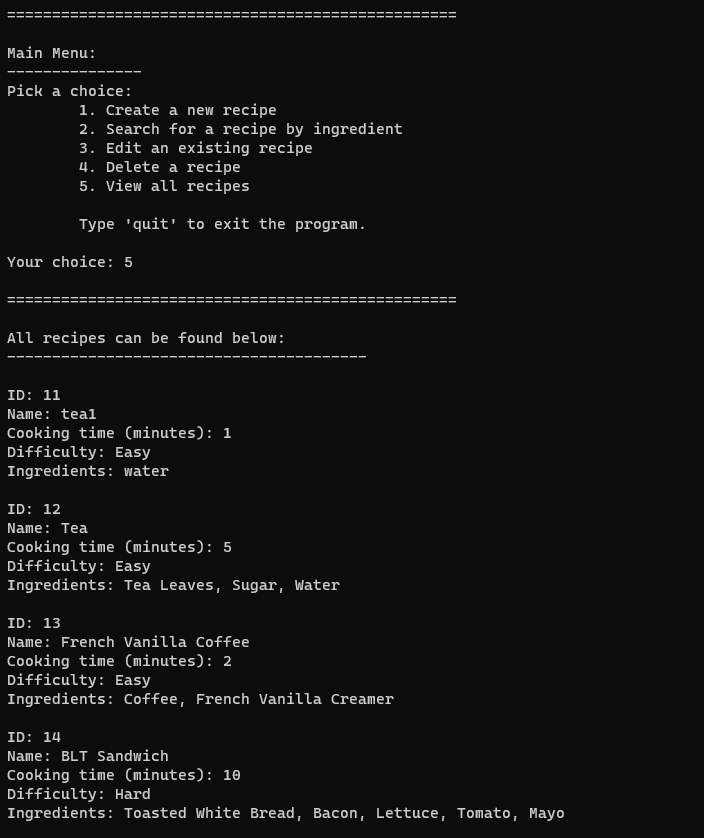 ==================================================
Main Menu:
---------------
Pick a choice:
1. Create a new recipe
2. Search for a recipe by ingredient
3. Edit an existing recipe
4. Delete a recipe
5. View all recipes
Type 'quit' to exit the program.
Your choice: 5
==================================================
All recipes can be found below:
----------------------------------------
ID: 11
Name: tea1
Cooking time (minutes): 1
Difficulty: Easy
Ingredients: water
ID: 12
Name: Tea
Cooking time (minutes): 5
Difficulty: Easy
Ingredients: Tea Leaves, Sugar, Water
ID: 13
Name: French Vanilla Coffee
Cooking time (minutes): 2
Difficulty: Easy
Ingredients: Coffee, French Vanilla Creamer
ID: 14
Name: BLT Sandwich
Cooking time (minutes): 10
Difficulty: Hard
Ingredients: Toasted White Bread, Bacon, Lettuce, Tomato, Mayo